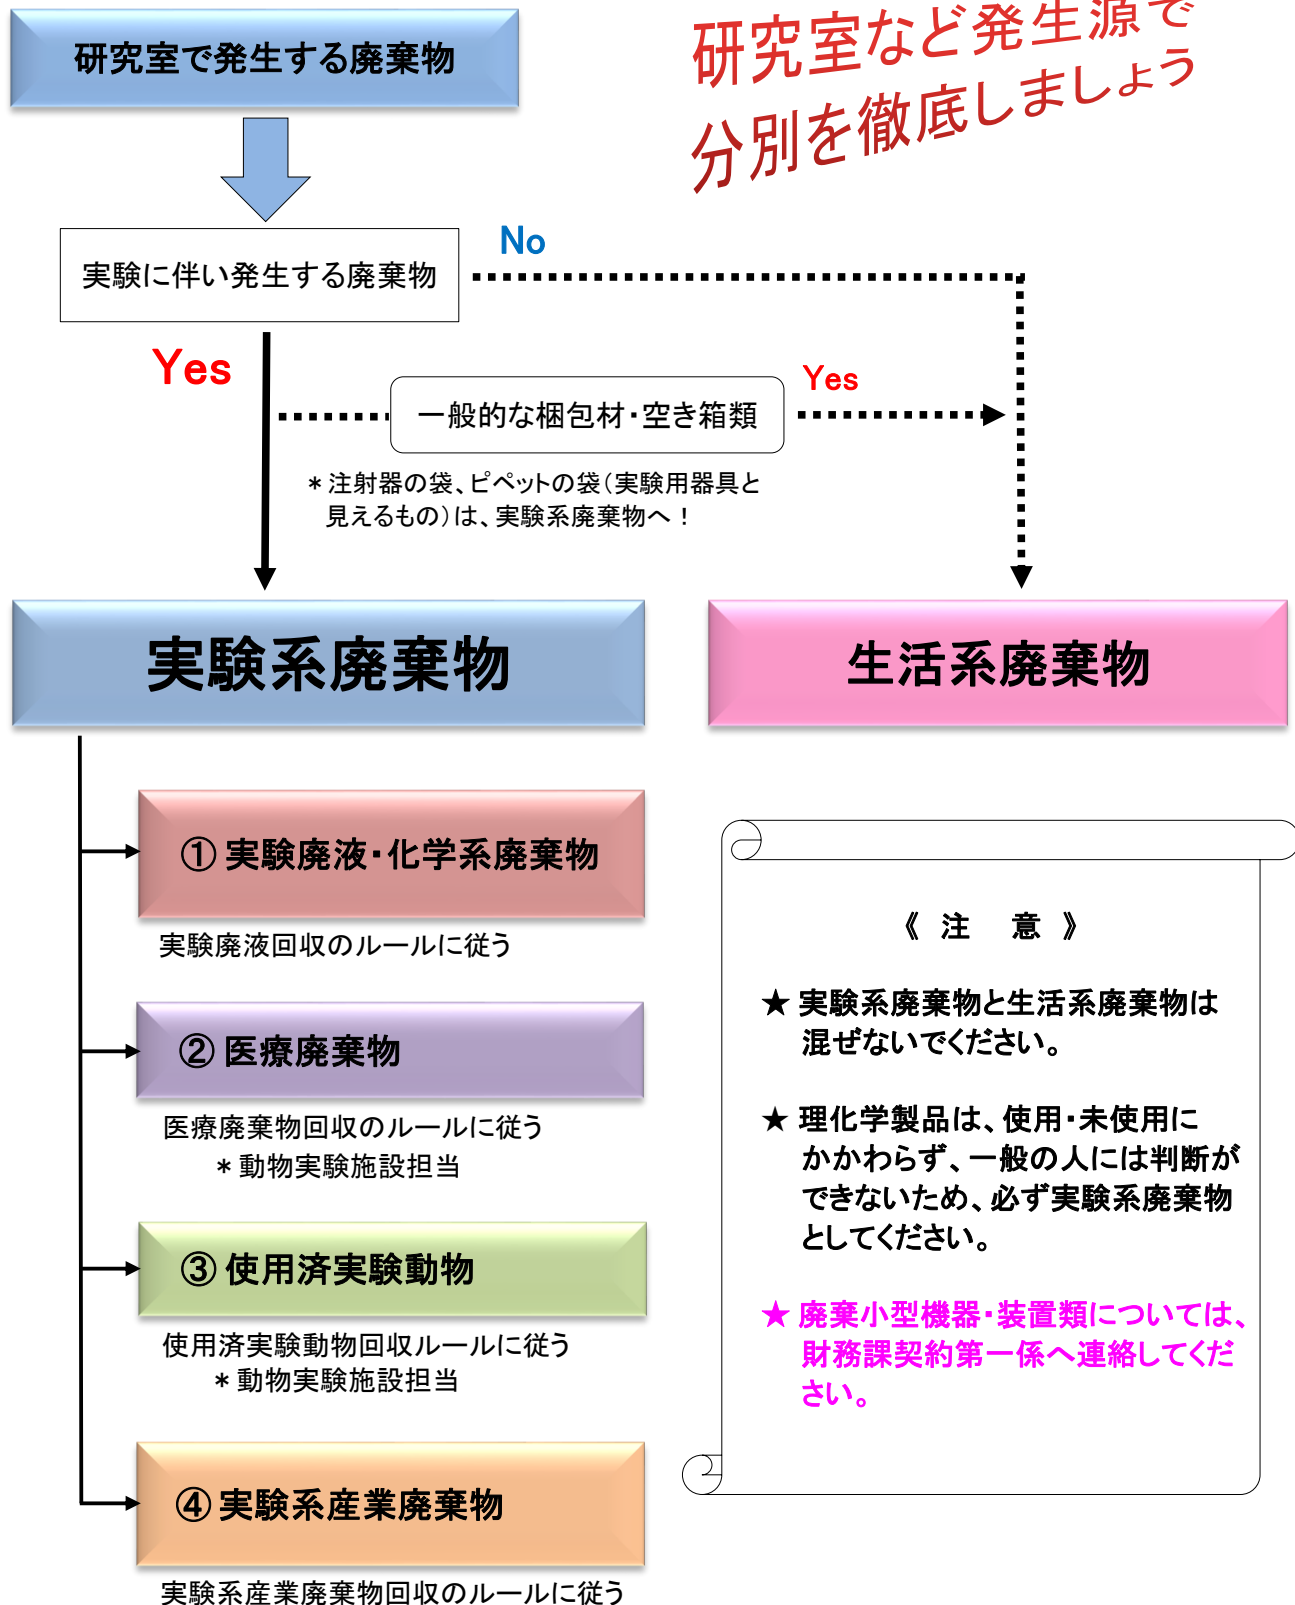 研究室で発生する廃棄物
研究室など発生源で
分別を徹底しましょう
実験に伴い発生する廃棄物
No
Yes
一般的な梱包材・空き箱類
Yes
* 注射器の袋、ピペットの袋（実験用器具と
見えるもの）は、実験系廃棄物へ！
実験系廃棄物
生活系廃棄物
① 実験廃液・化学系廃棄物
実験廃液回収のルールに従う
② 医療廃棄物
医療廃棄物回収のルールに従う
* 動物実験施設担当
③ 使用済実験動物
使用済実験動物回収ルールに従う
* 動物実験施設担当
④ 実験系産業廃棄物
実験系産業廃棄物回収のルールに従う
《 注　意 》
★ 実験系廃棄物と生活系廃棄物は
混ぜないでください。
★ 理化学製品は、使用・未使用に
かかわらず、一般の人には判断が
できないため、必ず実験系廃棄物
としてください。
★ 廃棄小型機器・装置類については、
財務課契約第一係へ連絡してくだ
さい。